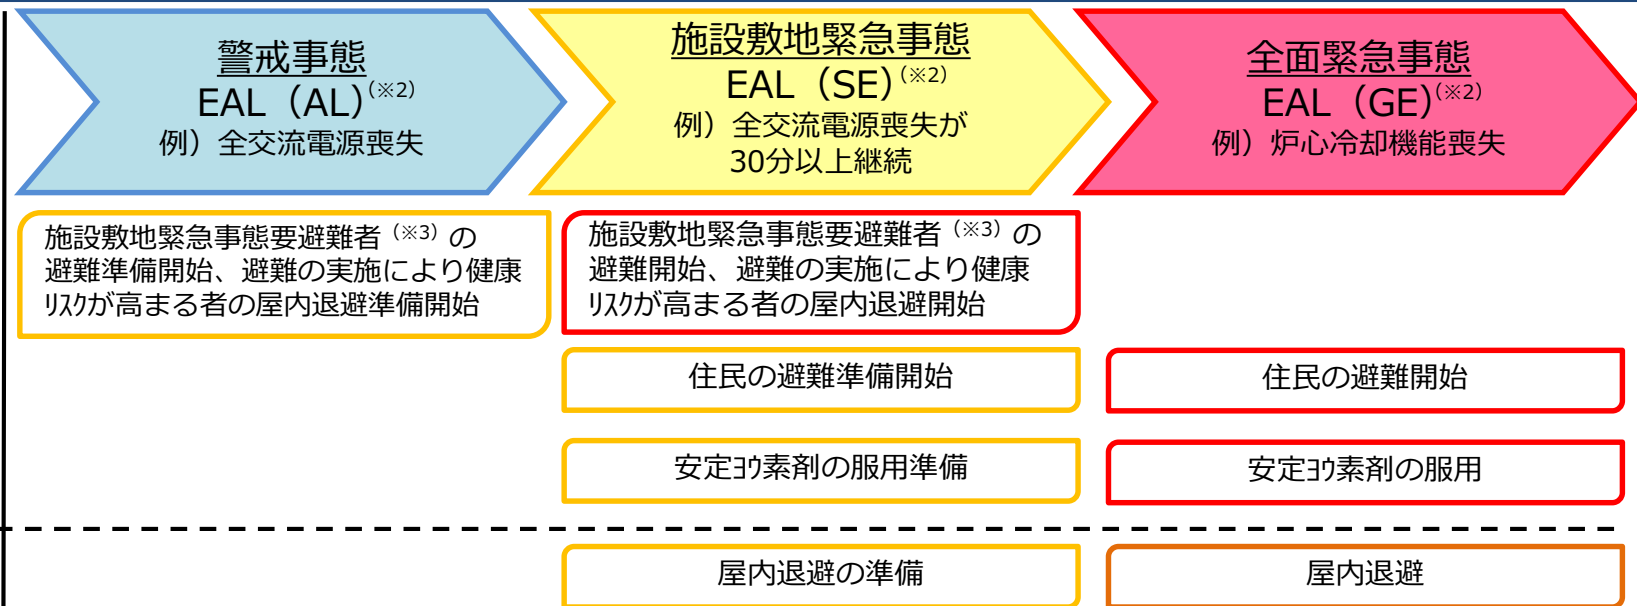 警戒事態
EAL（AL）（※2）
例）全交流電源喪失
施設敷地緊急事態
EAL（SE）（※2）
例）全交流電源喪失が
30分以上継続
全面緊急事態
EAL（GE）（※2）
例）炉心冷却機能喪失
施設敷地緊急事態要避難者（※3）の
避難準備開始、避難の実施により健康
ﾘｽｸが高まる者の屋内退避準備開始
施設敷地緊急事態要避難者（※3）の
避難開始、避難の実施により健康
ﾘｽｸが高まる者の屋内退避開始
住民の避難準備開始
住民の避難開始
安定ﾖｳ素剤の服用準備
安定ﾖｳ素剤の服用
屋内退避の準備
屋内退避